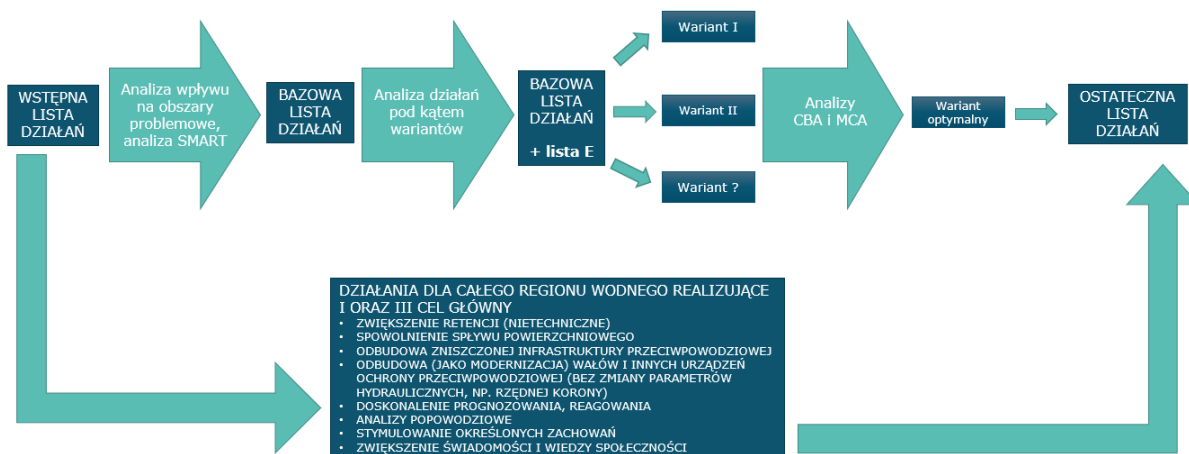 WSTĘPNA
LISTA
DZIAŁAŃ
Analiza wpływu
na obszary
problemowe,
analiza SMART
BAZOWA
LISTA
DZIAŁAŃ
Analiza działań
pod kątem
wariantów
BAZOWA
LISTA
DZIAŁAŃ
+ lista E
Wariant I
Wariant II
Wariant ?
Analizy
CBA i MCA
Wariant
optymalny
OSTATECZNA
LISTA
DZIAŁAŃ
DZIAŁANIA DLA CAŁEGO REGIONU WODNEGO REALIZUJĄCE
I ORAZ III CEL GŁÓWNY
• ZWIĘKSZENIE RETENCJI (NIETECHNICZNE)
• SPOWOLNIENIE SPŁYWU POWIERZCHNIOWEGO
• ODBUDOWA ZNISZCZONEJ INFRASTRUKTURY PRZECIWPOWODZIOWEJ
• ODBUDOWA (JAKO MODERNIZACJA) WAŁÓW I INNYCH URZĄDZEŃ
OCHRONY PRZECIWPOWODZIOWEJ (BEZ ZMIANY PARAMETRÓW
HYDRAULICZNYCH, NP. RZĘDNEJ KORONY)
• DOSKONALENIE PROGNOZOWANIA, REAGOWANIA
• ANALIZY POPOWODZIOWE
• STYMULOWANIE OKREŚLONYCH ZACHOWAŃ
• ZWIĘKSZENIE ŚWIADOMOŚCI I WIEDZY SPOŁECZNOŚCI